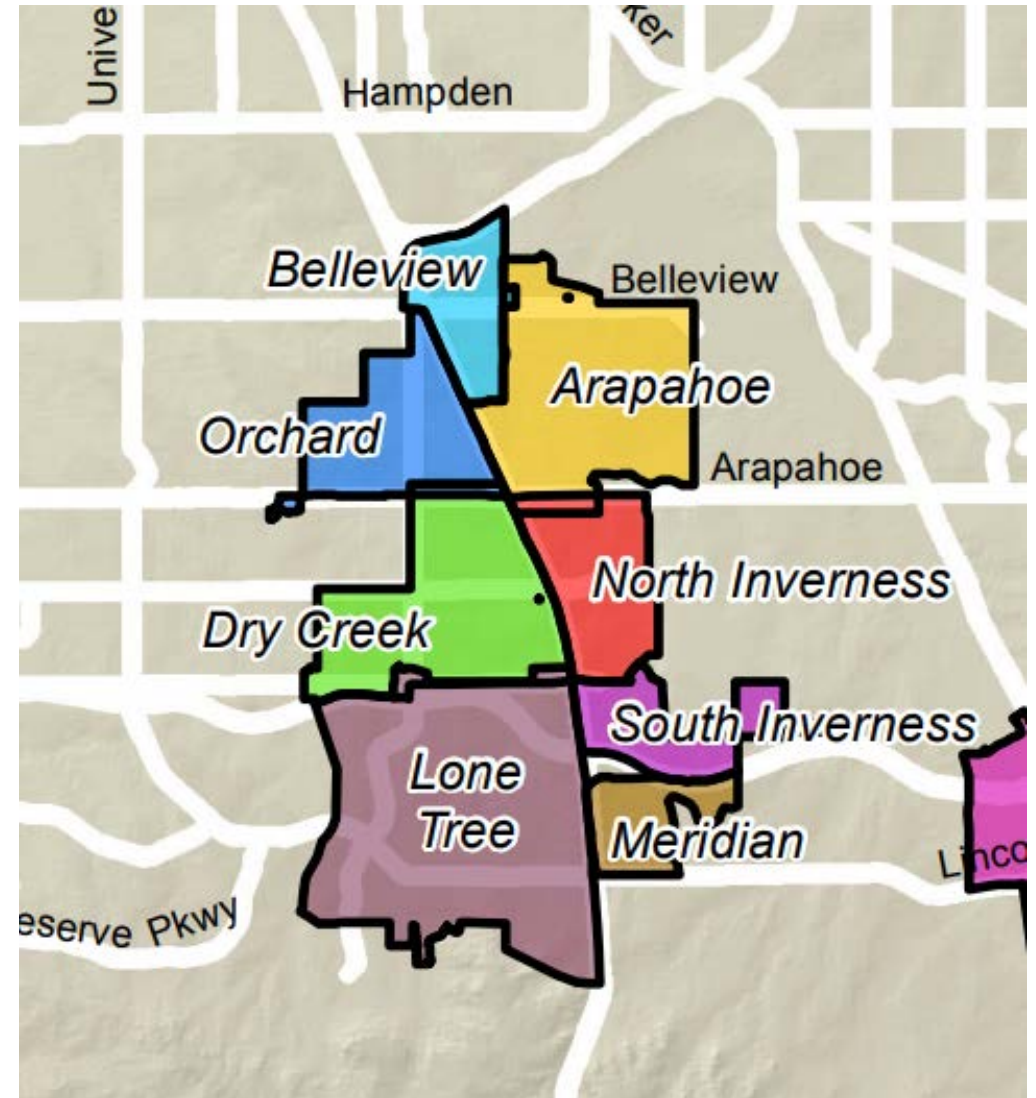 Unive
ker
Hampden
Belleview
Belleview
Arapahoe
Orchard
Arapahoe
North Inverness
Dry Creek
South Inverness
Lone
Tree
Meridian
Linco
eserve Pkwy